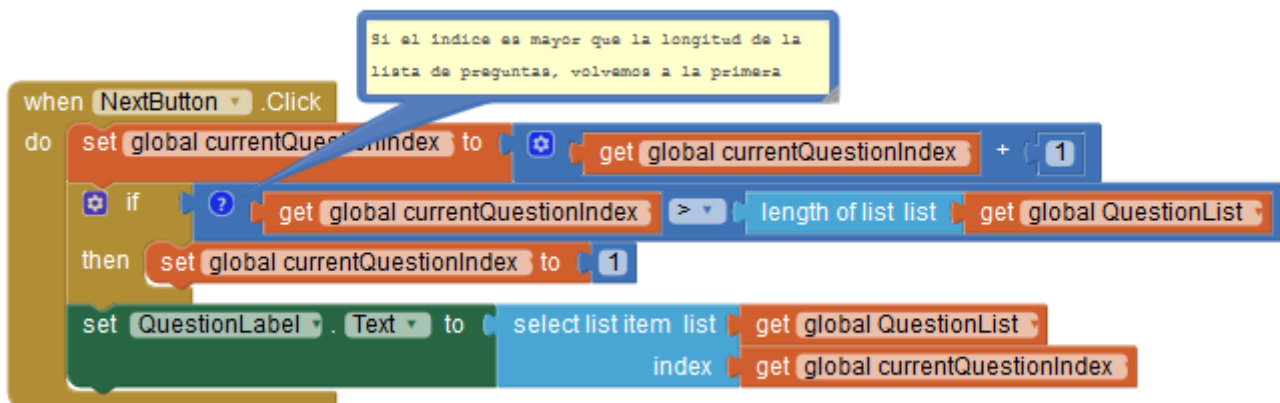 Si el índice es mayor que la longitud de la
lista de preguntas, volvemos a la primera
when NextButton .Click
do set global currentQuestionIndex to get global currentQuestionIndex + 1
if ? get global currentQuestionIndex > length of list list get global QuestionList
then set global currentQuestionIndex to 1
set QuestionLabel . Text to select list item list get global QuestionList
index get global currentQuestionIndex